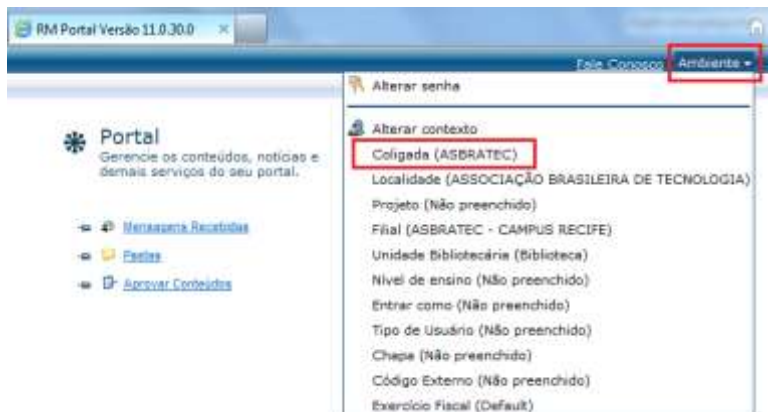 RM Portal Versão 11.0.30.0
Fale Conosco
Ambiente
Alterar senha
Alterar contexto
Coligada (ASBRATEC)
Localidade (ASSOCIAÇÃO BRASILEIRA DE TECNOLOGIA)
Projeto (Não preenchido)
Filial (ASBRATEC - CAMPUS RECIFE)
Unidade Bibliotecária (Biblioteca)
Nível de ensino (Não preenchido)
Entrar como (Não preenchido)
Tipo de Usuário (Não preenchido)
Chapa (Não preenchido)
Código Externo (Não preenchido)
Exercício Fiscal (Default)
Portal
Gerencie os conteúdos, notícias e
demais serviços do seu portal.
Mensagens Recebidas
Pastas
Aprovar Conteúdos